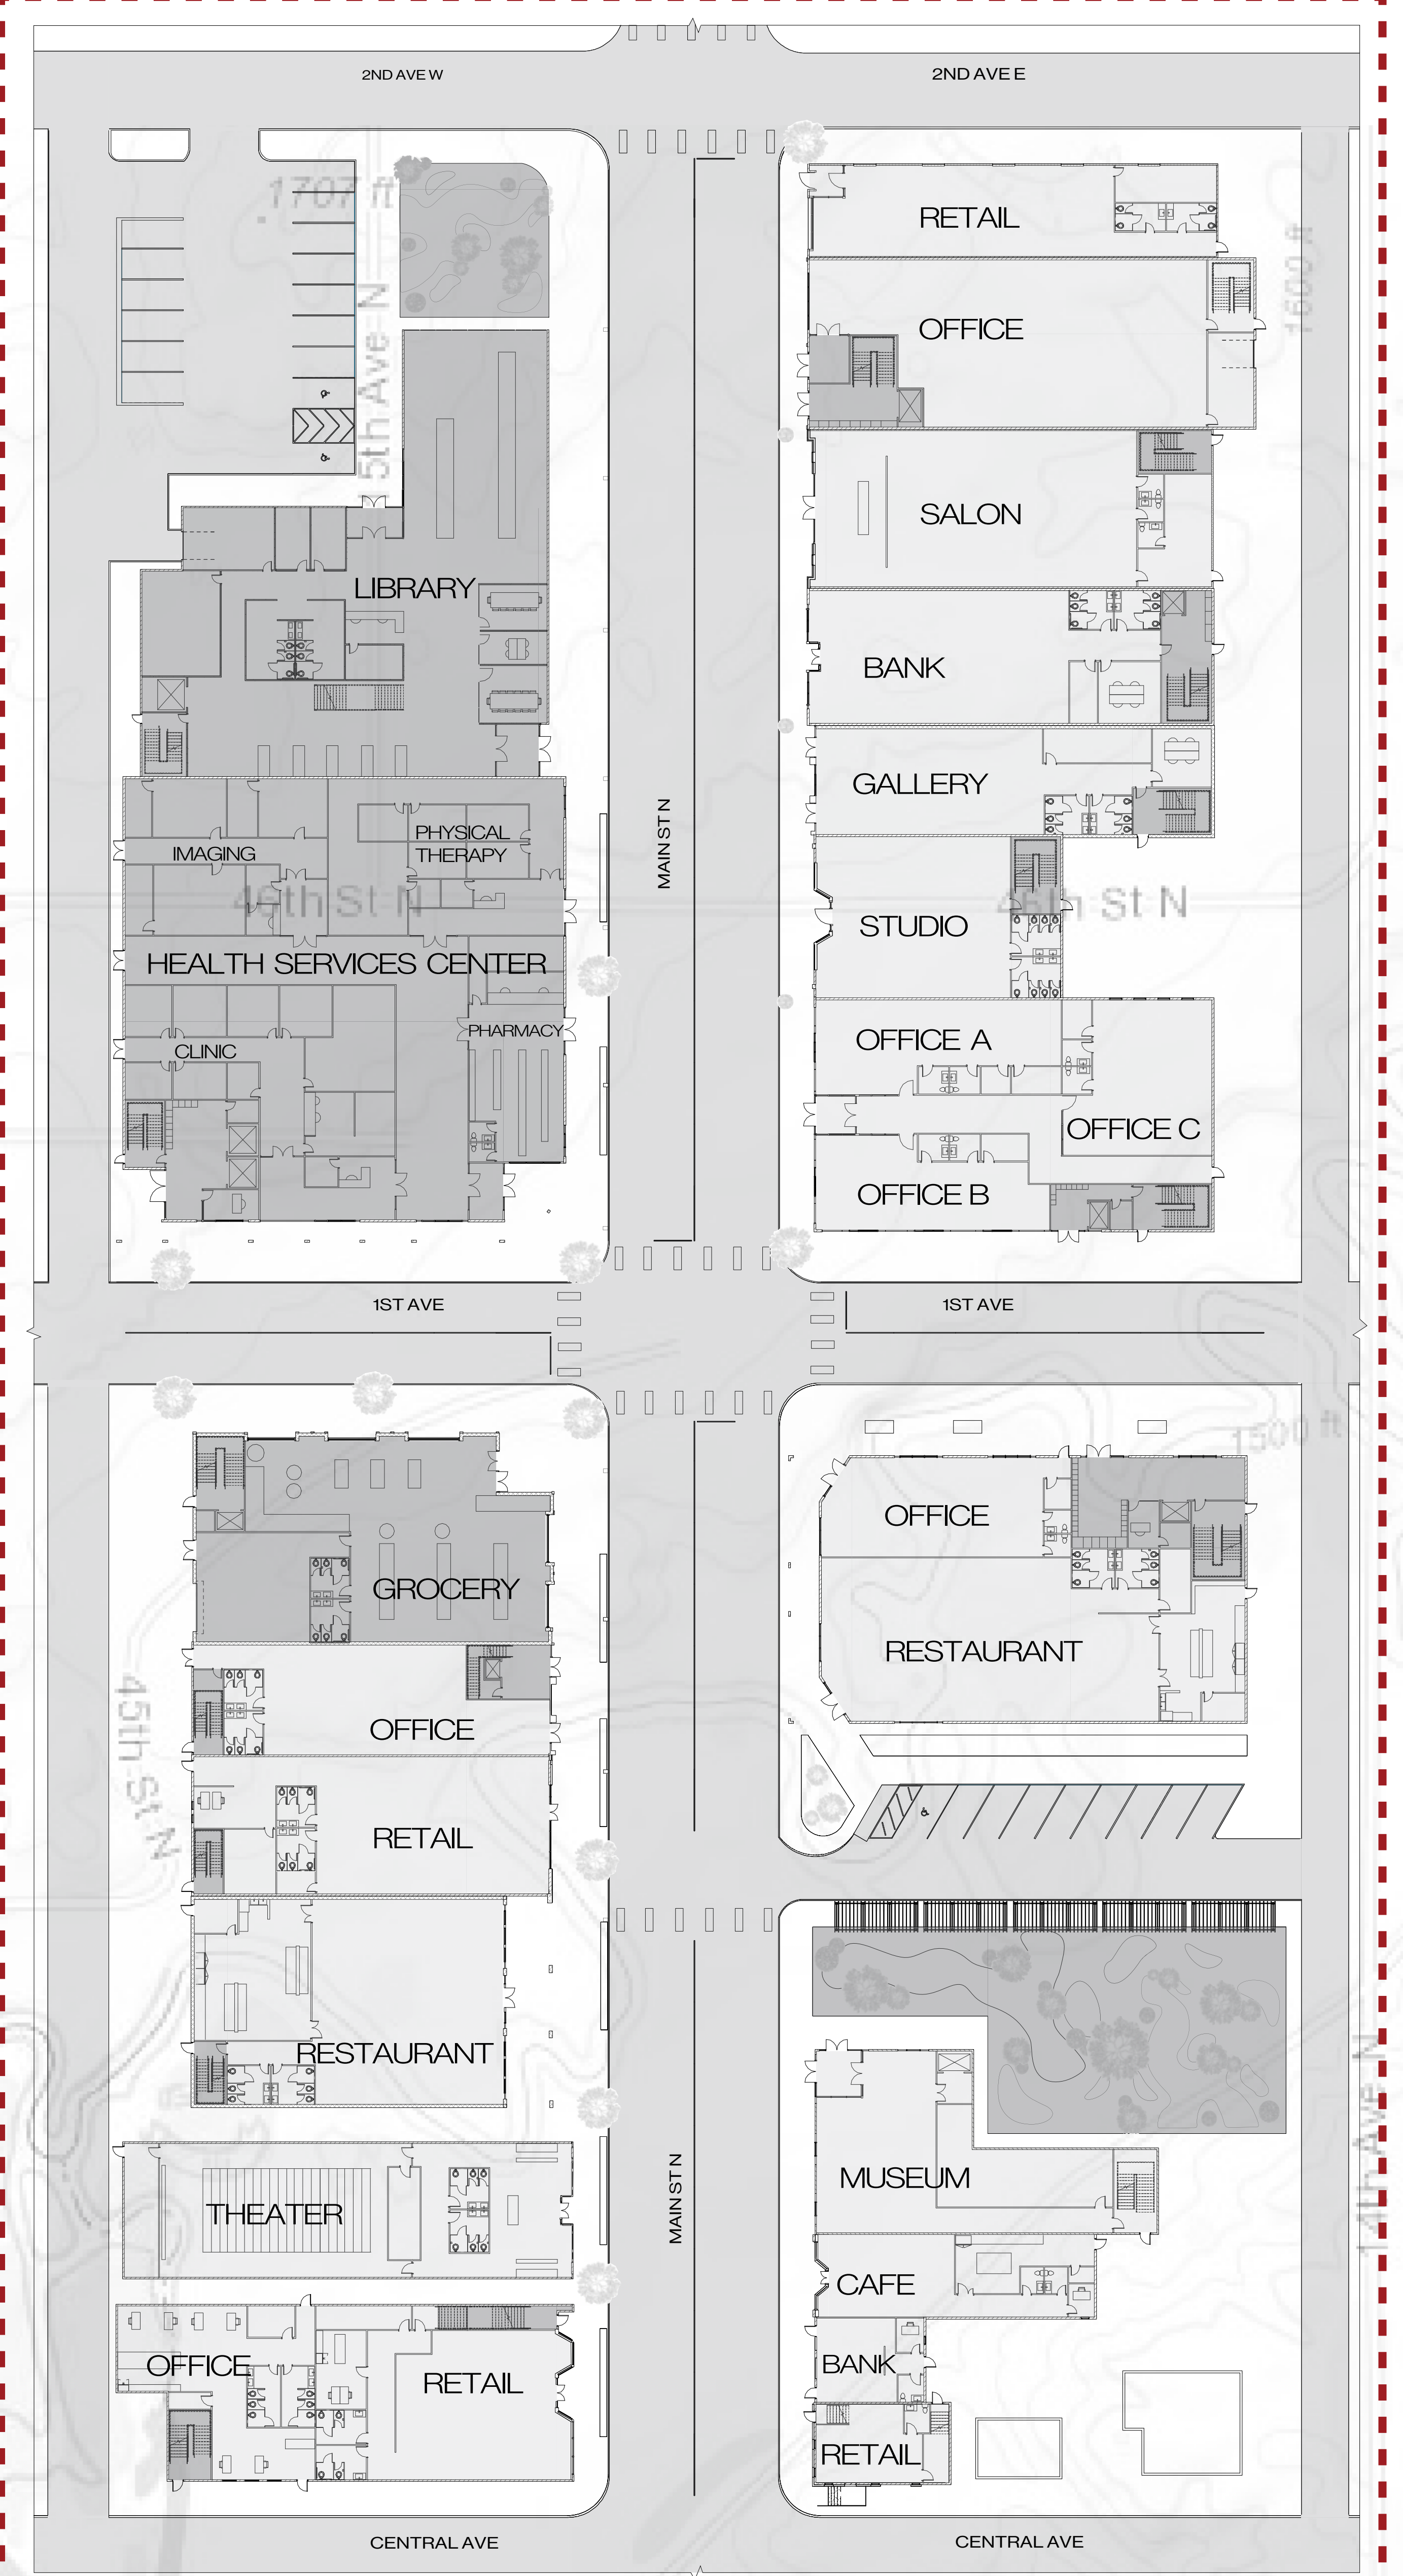 2ND AVE W
2ND AVE E
1707 ft
5th Ave N
RETAIL
1600 ft
OFFICE
SALON
LIBRARY
BANK
GALLERY
MAIN ST N
PHYSICAL
THERAPY
IMAGING
46th St N
46th St N
STUDIO
HEALTH SERVICES CENTER
PHARMACY
CLINIC
OFFICE A
OFFICE C
OFFICE B
1ST AVE
1ST AVE
1500 ft
OFFICE
GROCERY
RESTAURANT
45th St N
OFFICE
RETAIL
RESTAURANT
14th Ave N
MUSEUM
MAIN ST N
THEATER
CAFE
OFFICE
RETAIL
BANK
RETAIL
CENTRAL AVE
CENTRAL AVE